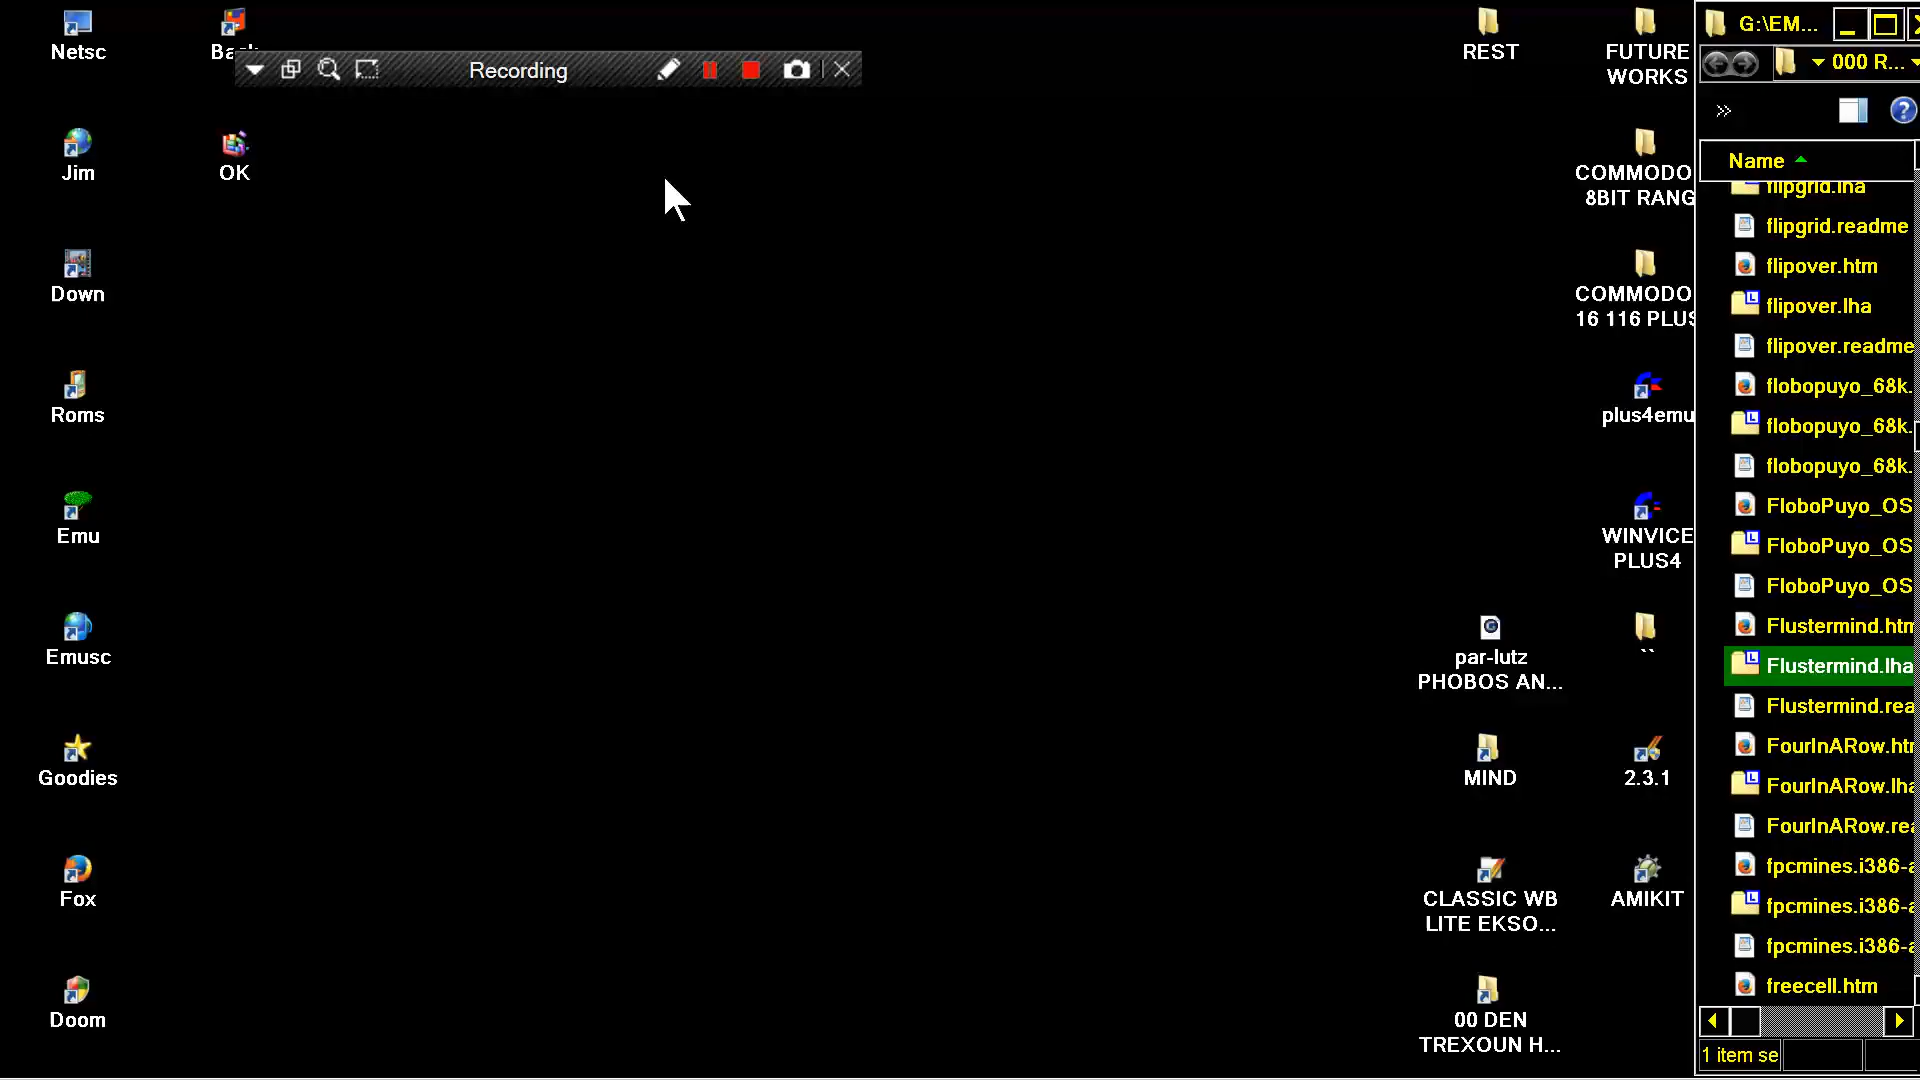 Netsc
Recording
REST
FUTURE
WORKS
G:\EM...
000 R...
Jim
OK
COMMODO
8BIT RANG
Name
flipgrid.lha
flipgrid.readme
flipover.htm
Down
COMMODO
16 116 PLUS
flipover.lha
flipover.readme
Roms
plus4emu
flobopuyo_68k.
flobopuyo_68k.
flobopuyo_68k.
Emu
WINVICE
PLUS4
FloboPuyo_OS
FloboPuyo_OS
FloboPuyo_OS
Emusc
par-lutz
PHOBOS AN...
``
Flustermind.htm
Flustermind.lha
Flustermind.rea
Goodies
MIND
2.3.1
FourInARow.htm
FourInARow.lha
FourInARow.rea
Fox
CLASSIC WB
LITE EKSO...
AMIKIT
fpcmines.i386-a
fpcmines.i386-a
fpcmines.i386-a
Doom
00 DEN
TREXOUN H...
freecell.htm
1 item se